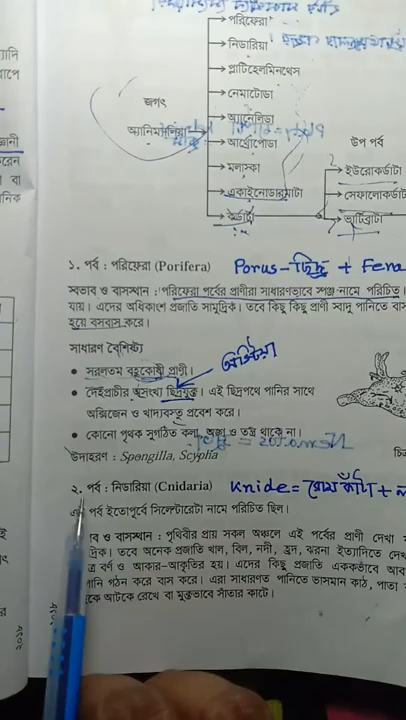 পরিফেরা
নিডারিয়া
প্লাটিহেলমিনথেস
নেমাটোডা
জগৎ
অ্যানেলিডা
অ্যানিম্যালিয়া
আর্থ্রোপোডা
উপ পর্ব
মলাস্কা
ইউরোকর্ডাটা
একাইনোডারমাটা
সেফালোকর্ডাটা
কর্ডাটা
ভার্টিব্রাটা
১. পর্ব : পরিফেরা (Porifera) Porus - ছিদ্র + Fera
স্বভাব ও বাসস্থান : পরিফেরা পর্বের প্রাণীরা সাধারণভাবে স্পঞ্জ নামে পরিচিত।
যায়। এদের অধিকাংশ প্রজাতি সামুদ্রিক। তবে কিছু কিছু প্রাণী স্বাদু পানিতে বাস
হয়ে বসবাস করে।
সাধারণ বৈশিষ্ট্য
অস্টিয়া
• সরলতম বহুকোষী প্রাণী।
• দেহপ্রাচীর অসংখ্য ছিদ্রযুক্ত। এই ছিদ্রপথে পানির সাথে
অক্সিজেন ও খাদ্যবস্তু প্রবেশ করে।
• কোনো পৃথক সুগঠিত কলা, অঙ্গ ও তন্ত্র থাকে না।
উদাহরণ : Spongilla, Scypha
২. পর্ব : নিডারিয়া (Cnidaria) Knide = রোম কাঁটা +
পর্ব ইতোপূর্বে সিলেন্টারেটা নামে পরিচিত ছিল।
ভাব ও বাসস্থান : পৃথিবীর প্রায় সকল অঞ্চলে এই পর্বের প্রাণী দেখা
দ্রিক। তবে অনেক প্রজাতি খাল, বিল, নদী, হ্রদ, ঝরনা ইত্যাদিতে দেখ
ত্র বর্ণ ও আকার-আকৃতির হয়। এদের কিছু প্রজাতি এককভাবে আব
গঠন করে বাস করে। এরা সাধারণত পানিতে ভাসমান কাঠ, পাতা
আটকে রেখে বা মুক্তভাবে সাঁতার কাটে।
২০১৮